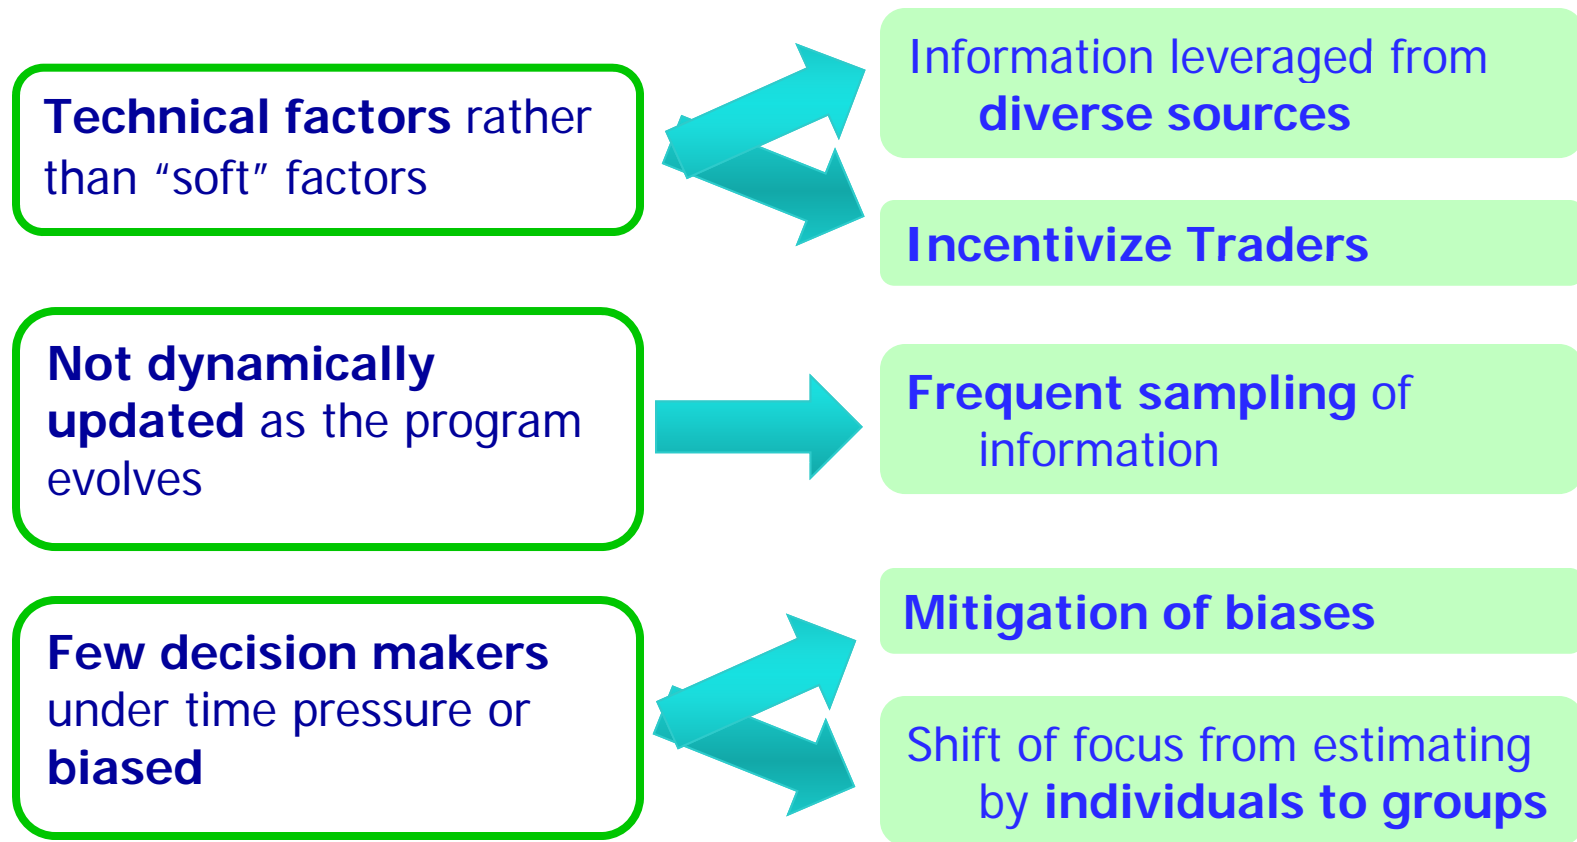 Technical factors rather
than “soft” factors
Information leveraged from
diverse sources
Incentivize Traders
Not dynamically
updated as the program
evolves
Frequent sampling of
information
Few decision makers
under time pressure or
biased
Mitigation of biases
Shift of focus from estimating
by individuals to groups